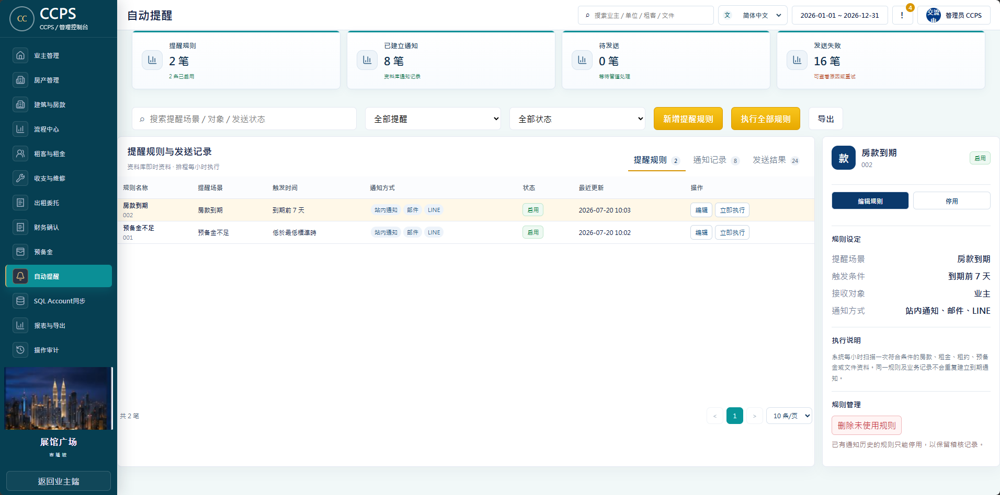 CC
CCPS
CCPS / 管理控制台
业主管理
房产管理
建筑与房款
流程中心
租客与租金
收支与维修
出租委托
财务确认
预备金
自动提醒
SQL Account同步
报表与导出
操作审计
展馆广场
吉隆坡
返回业主端
自动提醒
搜索业主 / 单位 / 租客 / 文件
文 简体中文
2026-01-01 ~ 2026-12-31
! 4
交流电
管理员 CCPS
提醒规则
2 笔
2 条已启用
已建立通知
8 笔
资料库通知记录
待发送
0 笔
等待管道处理
发送失败
16 笔
可查看原因或重试
搜索提醒场景 / 对象 / 发送状态
全部提醒
全部状态
新增提醒规则
执行全部规则
导出
提醒规则与发送记录
资料库即时资料 · 排程每小时执行
提醒规则 2
通知记录 8
发送结果 24
规则名称 提醒场景 触发时间 通知方式 状态 最近更新 操作
房款到期
002
房款到期 到期前 7 天 站内通知 邮件 LINE 启用 2026-07-20 10:03 编辑 立即执行
预备金不足
001
预备金不足 低於最低標準時 站内通知 邮件 LINE 启用 2026-07-20 10:02 编辑 立即执行
共 2 笔
< 1 > 10 条/页
款
房款到期
002
启用
编辑规则
停用
规则设定
提醒场景 房款到期
触发条件 到期前 7 天
接收对象 业主
通知方式 站内通知、邮件、LINE
执行说明
系统每小时扫描一次符合条件的房款、租金、租约、预备
金或文件资料。同一规则及业务记录不会重复建立到期通
知。
规则管理
删除未使用规则
已有通知历史的规则只能停用，以保留稽核记录。